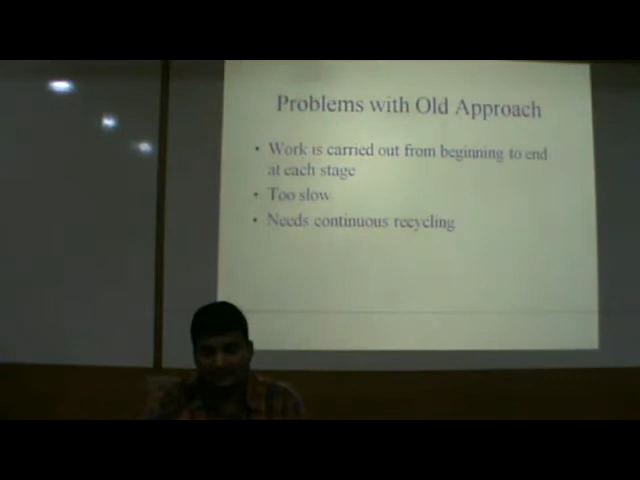 Problems with Old Approach
• Work is carried out from beginning to end
at each stage
• Too slow
• Needs continuous recycling